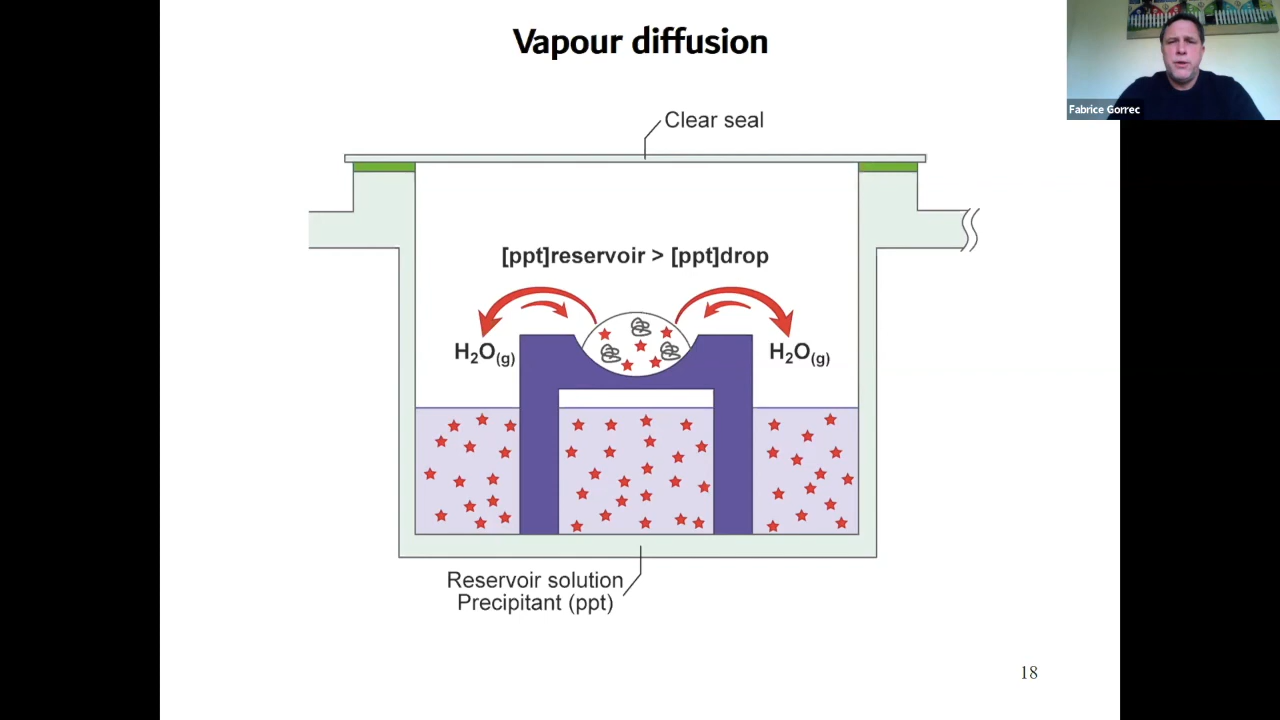 Vapour diffusion
Fabrice Gorrec
Clear seal
[ppt]reservoir > [ppt]drop
H₂O(g)
H₂O(g)
Reservoir solution
Precipitant (ppt)
18